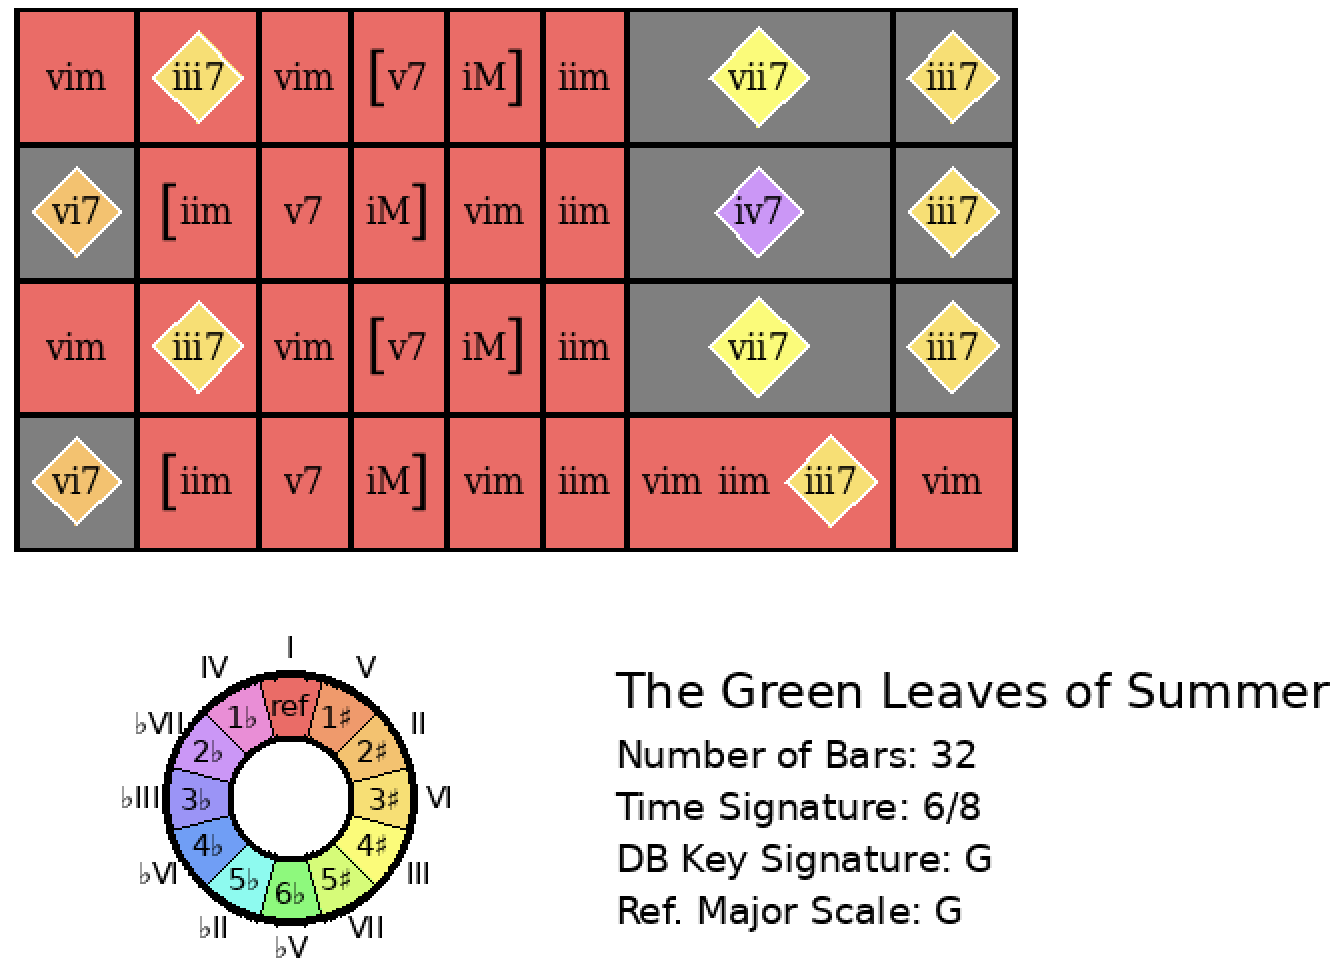 vim iii7 vim [v7 iM] iim vii7 iii7
vi7 [iim v7 iM] vim iim iv7 iii7
vim iii7 vim [v7 iM] iim vii7 iii7
vi7 [iim v7 iM] vim iim vim iim iii7 vim
I
IV V
♭VII 1♭ ref 1♯ II
2♭ 2♯
♭III 3♭ 3♯ VI
4♭ 4♯
♭VI 5♭ 6♭ 5♯ III
♭II VII
♭V
The Green Leaves of Summer
Number of Bars: 32
Time Signature: 6/8
DB Key Signature: G
Ref. Major Scale: G